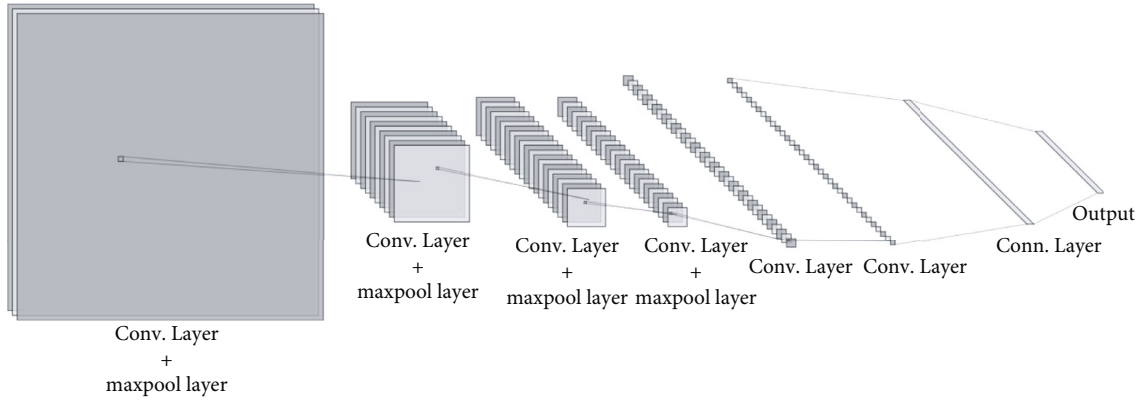 Conv. Layer
+
maxpool layer
Conv. Layer
+
maxpool layer
Conv. Layer
+
maxpool layer
Conv. Layer
+
maxpool layer
Conv. Layer
Conv. Layer
Conn. Layer
Output